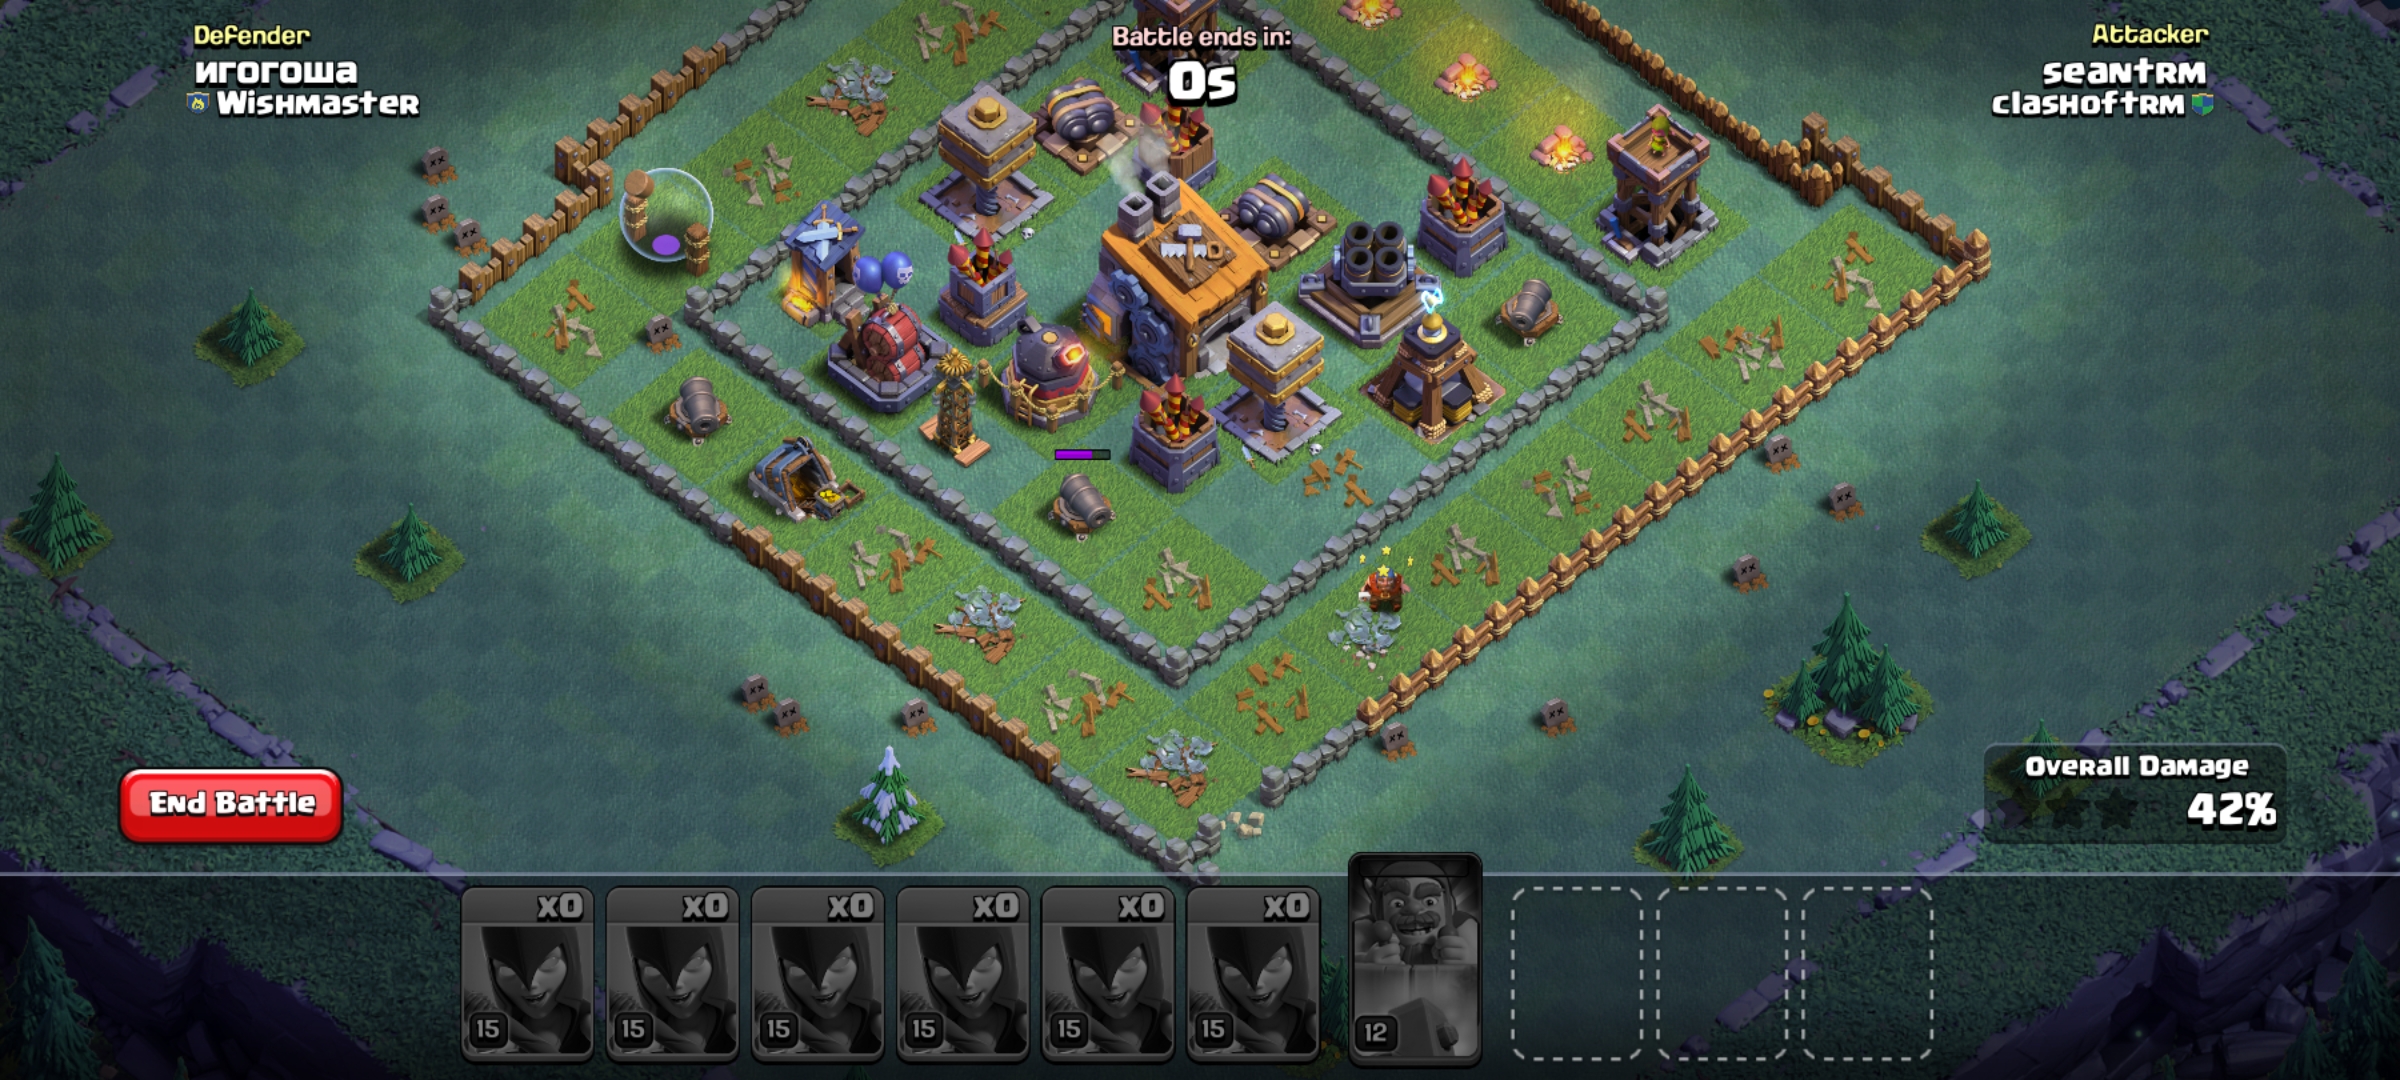 Defender
игогоша
Wishmaster
Battle ends in:
0s
Attacker
seantRM
clashoftRM
End Battle
Overall Damage
42%
x0
x0
x0
x0
x0
x0
15
15
15
15
15
15
12